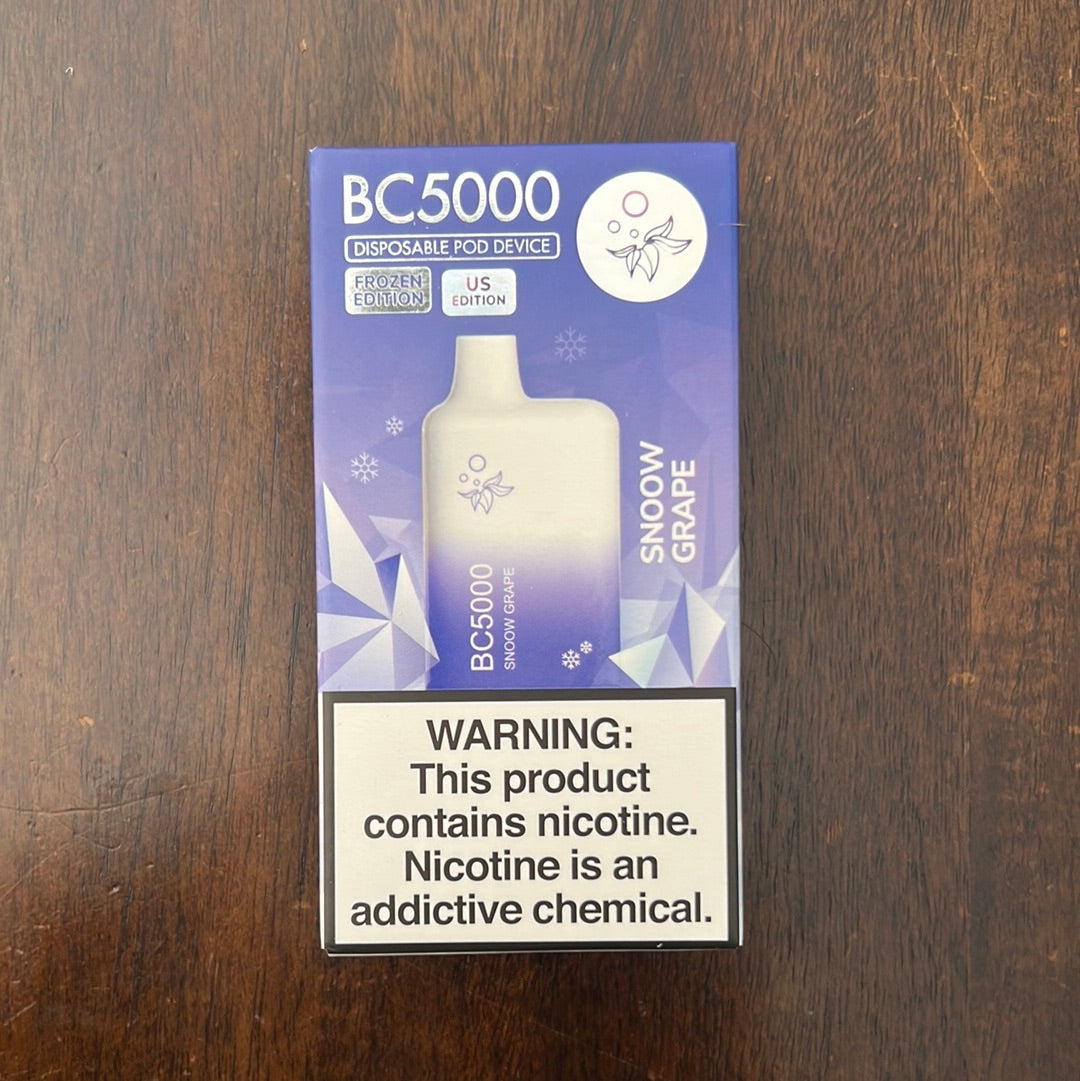 BC5000
DISPOSABLE POD DEVICE
FROZEN
EDITION
US
EDITION
SNOOW
GRAPE
BC5000
SNOOW GRAPE
WARNING:
This product
contains nicotine.
Nicotine is an
addictive chemical.